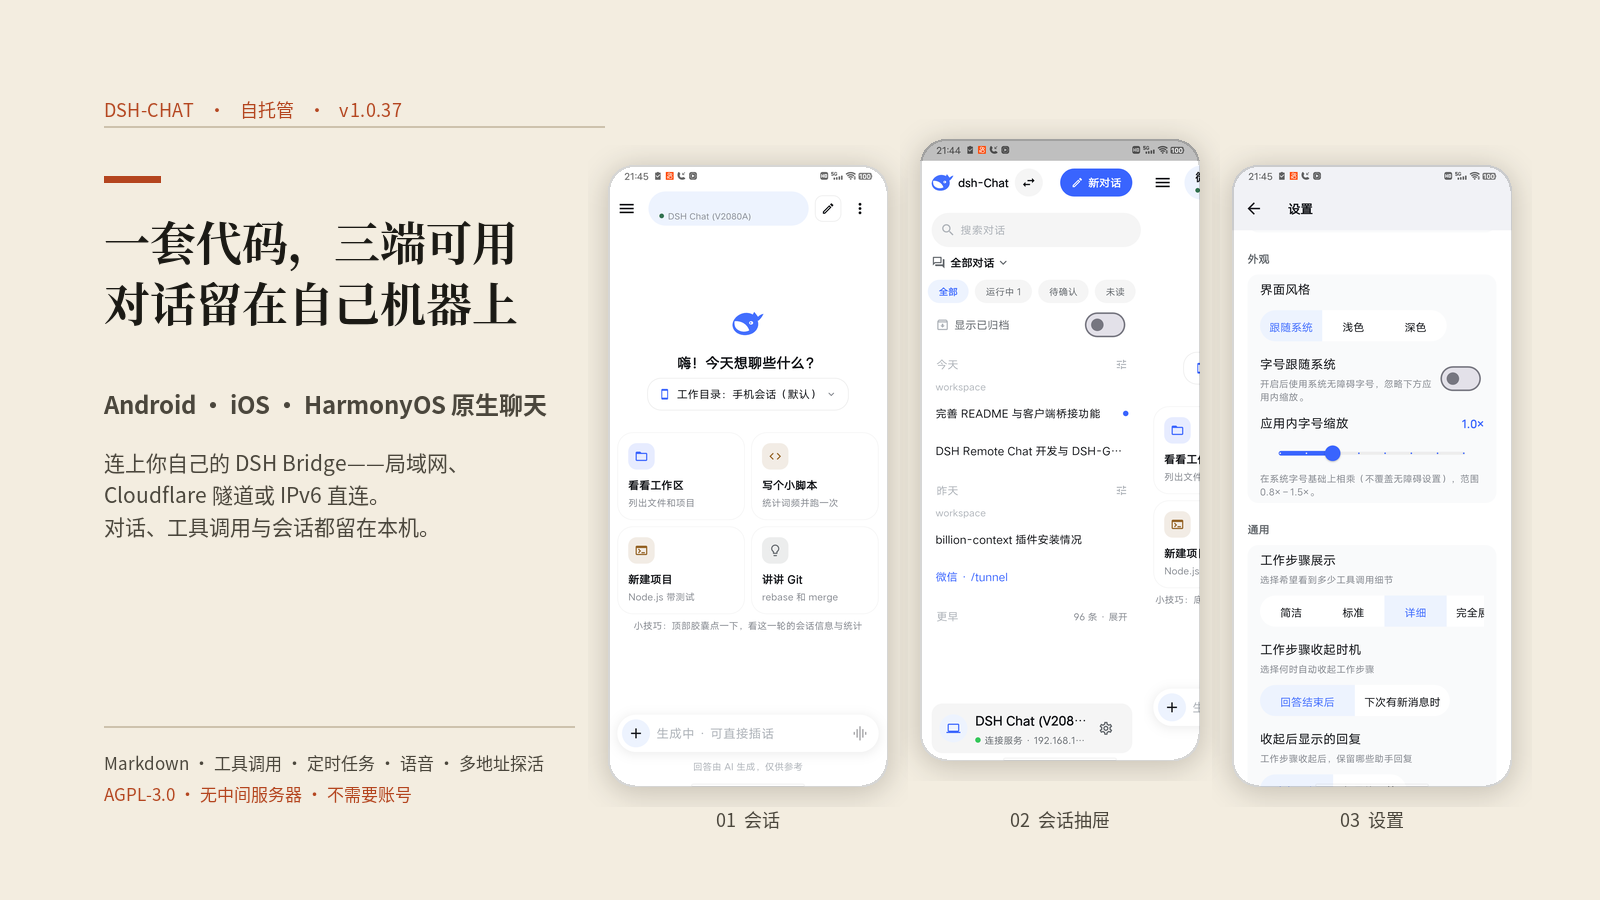 DSH-CHAT · 自托管 · v1.0.37
一套代码，三端可用
对话留在自己机器上
Android · iOS · HarmonyOS 原生聊天
连上你自己的 DSH Bridge——局域网、
Cloudflare 隧道或 IPv6 直连。
对话、工具调用与会话都留在本机。
Markdown · 工具调用 · 定时任务 · 语音 · 多地址探活
AGPL-3.0 · 无中间服务器 · 不需要账号
21:45
DSH Chat (V2080A)
嗨！今天想聊些什么？
工作目录：手机会话（默认）
看看工作区
列出文件和项目
写个小脚本
统计词频并跑一次
新建项目
Node.js 带测试
讲讲 Git
rebase 和 merge
小技巧：顶部胶囊点一下，看这一轮的会话信息与统计
生成中 · 可直接插话
回答由 AI 生成，仅供参考
01 会话
21:44
dsh-Chat
新对话
搜索对话
全部对话
全部
运行中 1
待确认
未读
显示已归档
今天
workspace
完善 README 与客户端桥接功能
DSH Remote Chat 开发与 DSH-G···
昨天
workspace
billion-context 插件安装情况
微信 · /tunnel
更早
96 条 · 展开
DSH Chat (V208···
连接服务 · 192.168.1···
看看工
列出文件
新建项
Node.js
小技巧：
02 会话抽屉
21:45
设置
外观
界面风格
跟随系统
浅色
深色
字号跟随系统
开启后使用系统无障碍字号，忽略下方应
用内缩放。
应用内字号缩放
1.0×
在系统字号基础上相乘（不覆盖无障碍设置），范围
0.8×–1.5×。
通用
工作步骤展示
选择希望看到多少工具调用细节
简洁
标准
详细
完全展
工作步骤收起时机
选择何时自动收起工作步骤
回答结束后
下次有新消息时
收起后显示的回复
工作步骤收起后，保留哪些助手回复
03 设置